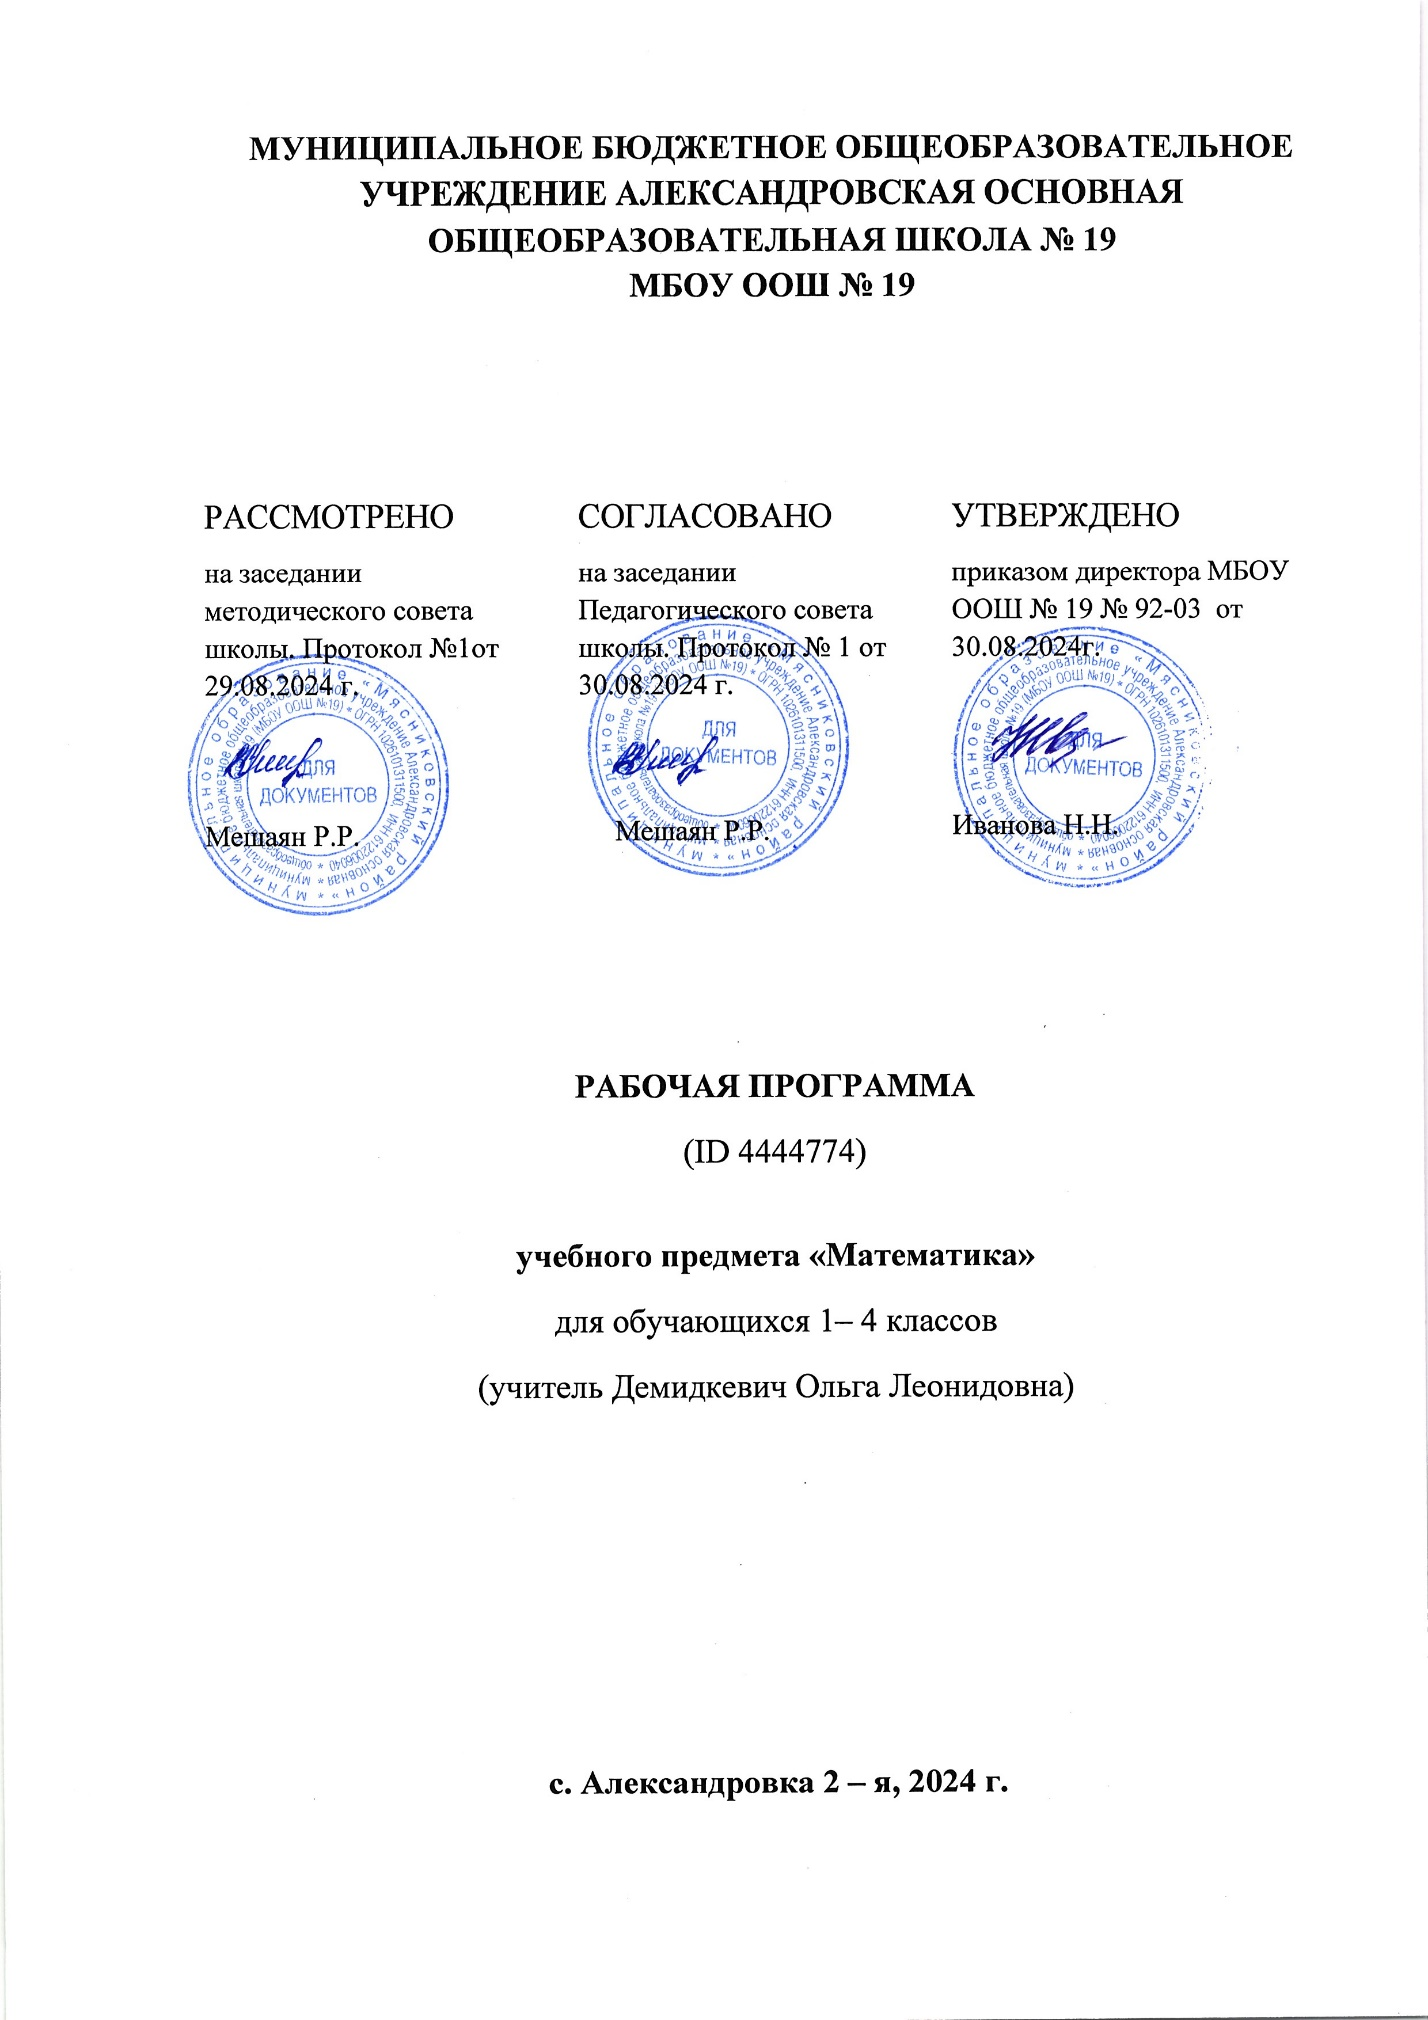 МУНИЦИПАЛЬНОЕ БЮДЖЕТНОЕ ОБЩЕОБРАЗОВАТЕЛЬНОЕ
УЧРЕЖДЕНИЕ АЛЕКСАНДРОВСКАЯ ОСНОВНАЯ
ОБЩЕОБРАЗОВАТЕЛЬНАЯ ШКОЛА № 19
МБОУ ООШ № 19
РАССМОТРЕНО
на заседании
методического совета
школы. Протокол №1от
29.08.2024 г.
ДЛЯ
ДОКУМЕНТОВ
Мешаян Р.Р.
СОГЛАСОВАНО
на заседании
Педагогического совета
школы. Протокол № 1 от
30.08.2024 г.
ДЛЯ
ДОКУМЕНТОВ
Мешаян Р.Р.
УТВЕРЖДЕНО
приказом директора МБОУ
ООШ № 19 № 92-03 от
30.08.2024г.
ДЛЯ
ДОКУМЕНТОВ
Иванова Н.Н.
РАБОЧАЯ ПРОГРАММА
(ID 4444774)
учебного предмета «Математика»
для обучающихся 1– 4 классов
(учитель Демидкевич Ольга Леонидовна)
с. Александровка 2 – я, 2024 г.